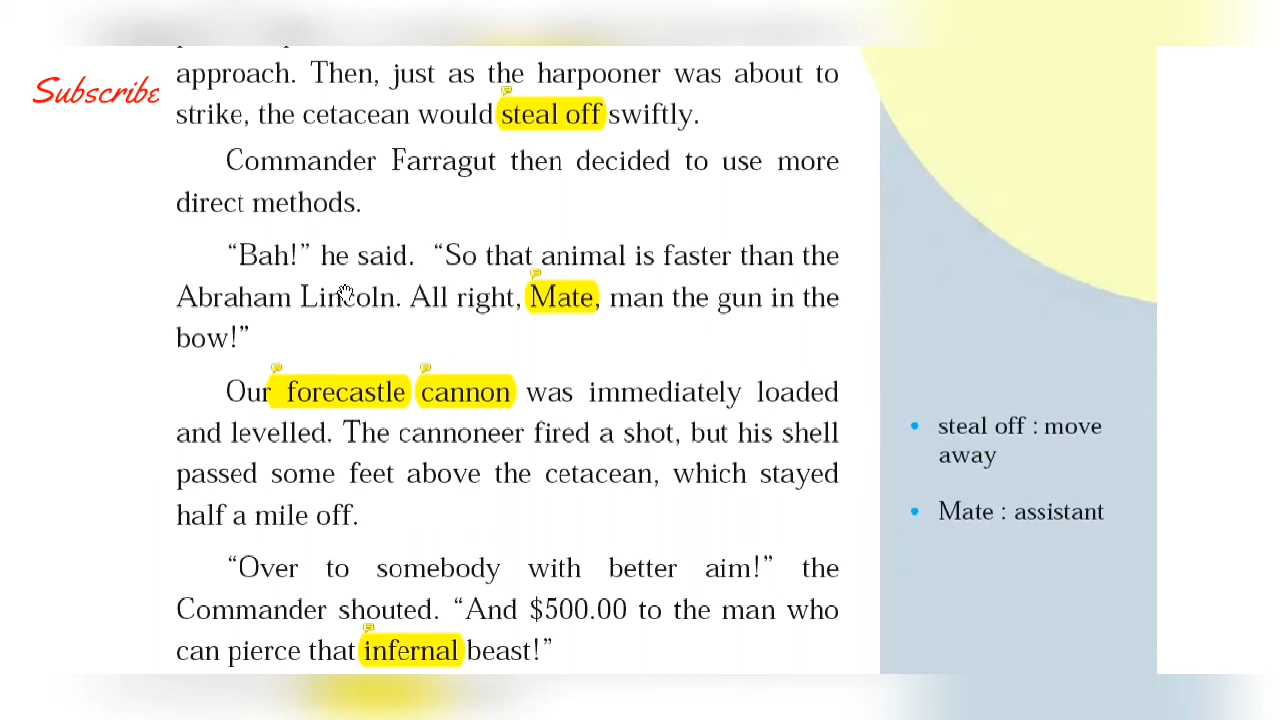 Subscribe
approach. Then, just as the harpooner was about to
strike, the cetacean would steal off swiftly.
Commander Farragut then decided to use more
direct methods.
“Bah!” he said. “So that animal is faster than the
Abraham Lincoln. All right, Mate, man the gun in the
bow!”
Our forecastle cannon was immediately loaded
and levelled. The cannoneer fired a shot, but his shell
passed some feet above the cetacean, which stayed
half a mile off.
“Over to somebody with better aim!” the
Commander shouted. “And $500.00 to the man who
can pierce that infernal beast!”
• steal off : move
away
• Mate : assistant